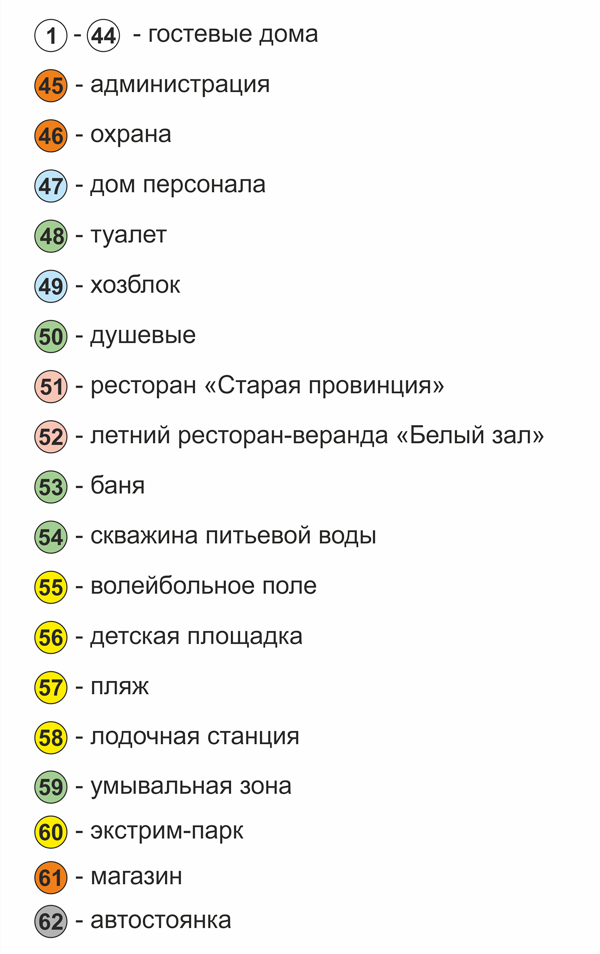 1 - 44 - гостевые дома
45 - администрация
46 - охрана
47 - дом персонала
48 - туалет
49 - хозблок
50 - душевые
51 - ресторан «Старая провинция»
52 - летний ресторан-веранда «Белый зал»
53 - баня
54 - скважина питьевой воды
55 - волейбольное поле
56 - детская площадка
57 - пляж
58 - лодочная станция
59 - умывальная зона
60 - экстрим-парк
61 - магазин
62 - автостоянка